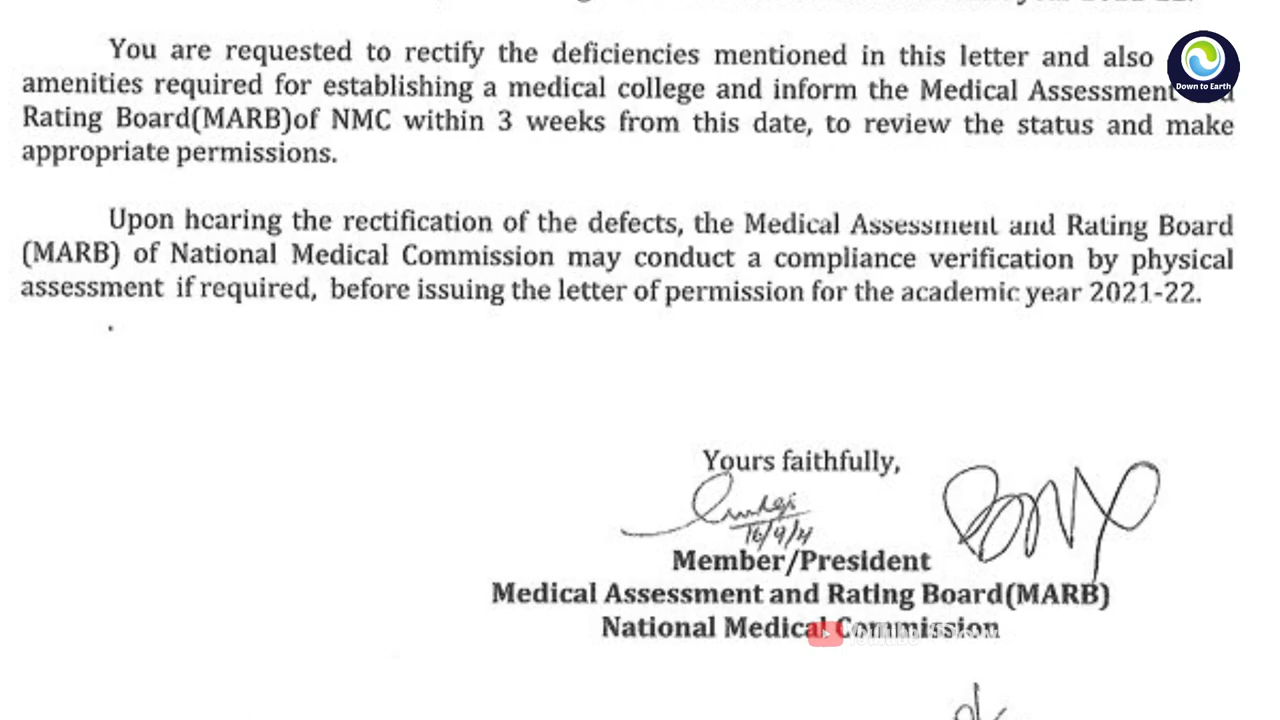 You are requested to rectify the deficiencies mentioned in this letter and also
Down to Earth
amenities required for establishing a medical college and inform the Medical Assessment
Rating Board(MARB)of NMC within 3 weeks from this date, to review the status and make
appropriate permissions.
Upon hearing the rectification of the defects, the Medical Assessment and Rating Board
(MARB) of National Medical Commission may conduct a compliance verification by physical
assessment if required, before issuing the letter of permission for the academic year 2021-22.
Yours faithfully,
Member/President
Medical Assessment and Rating Board(MARB)
National Medical Commission